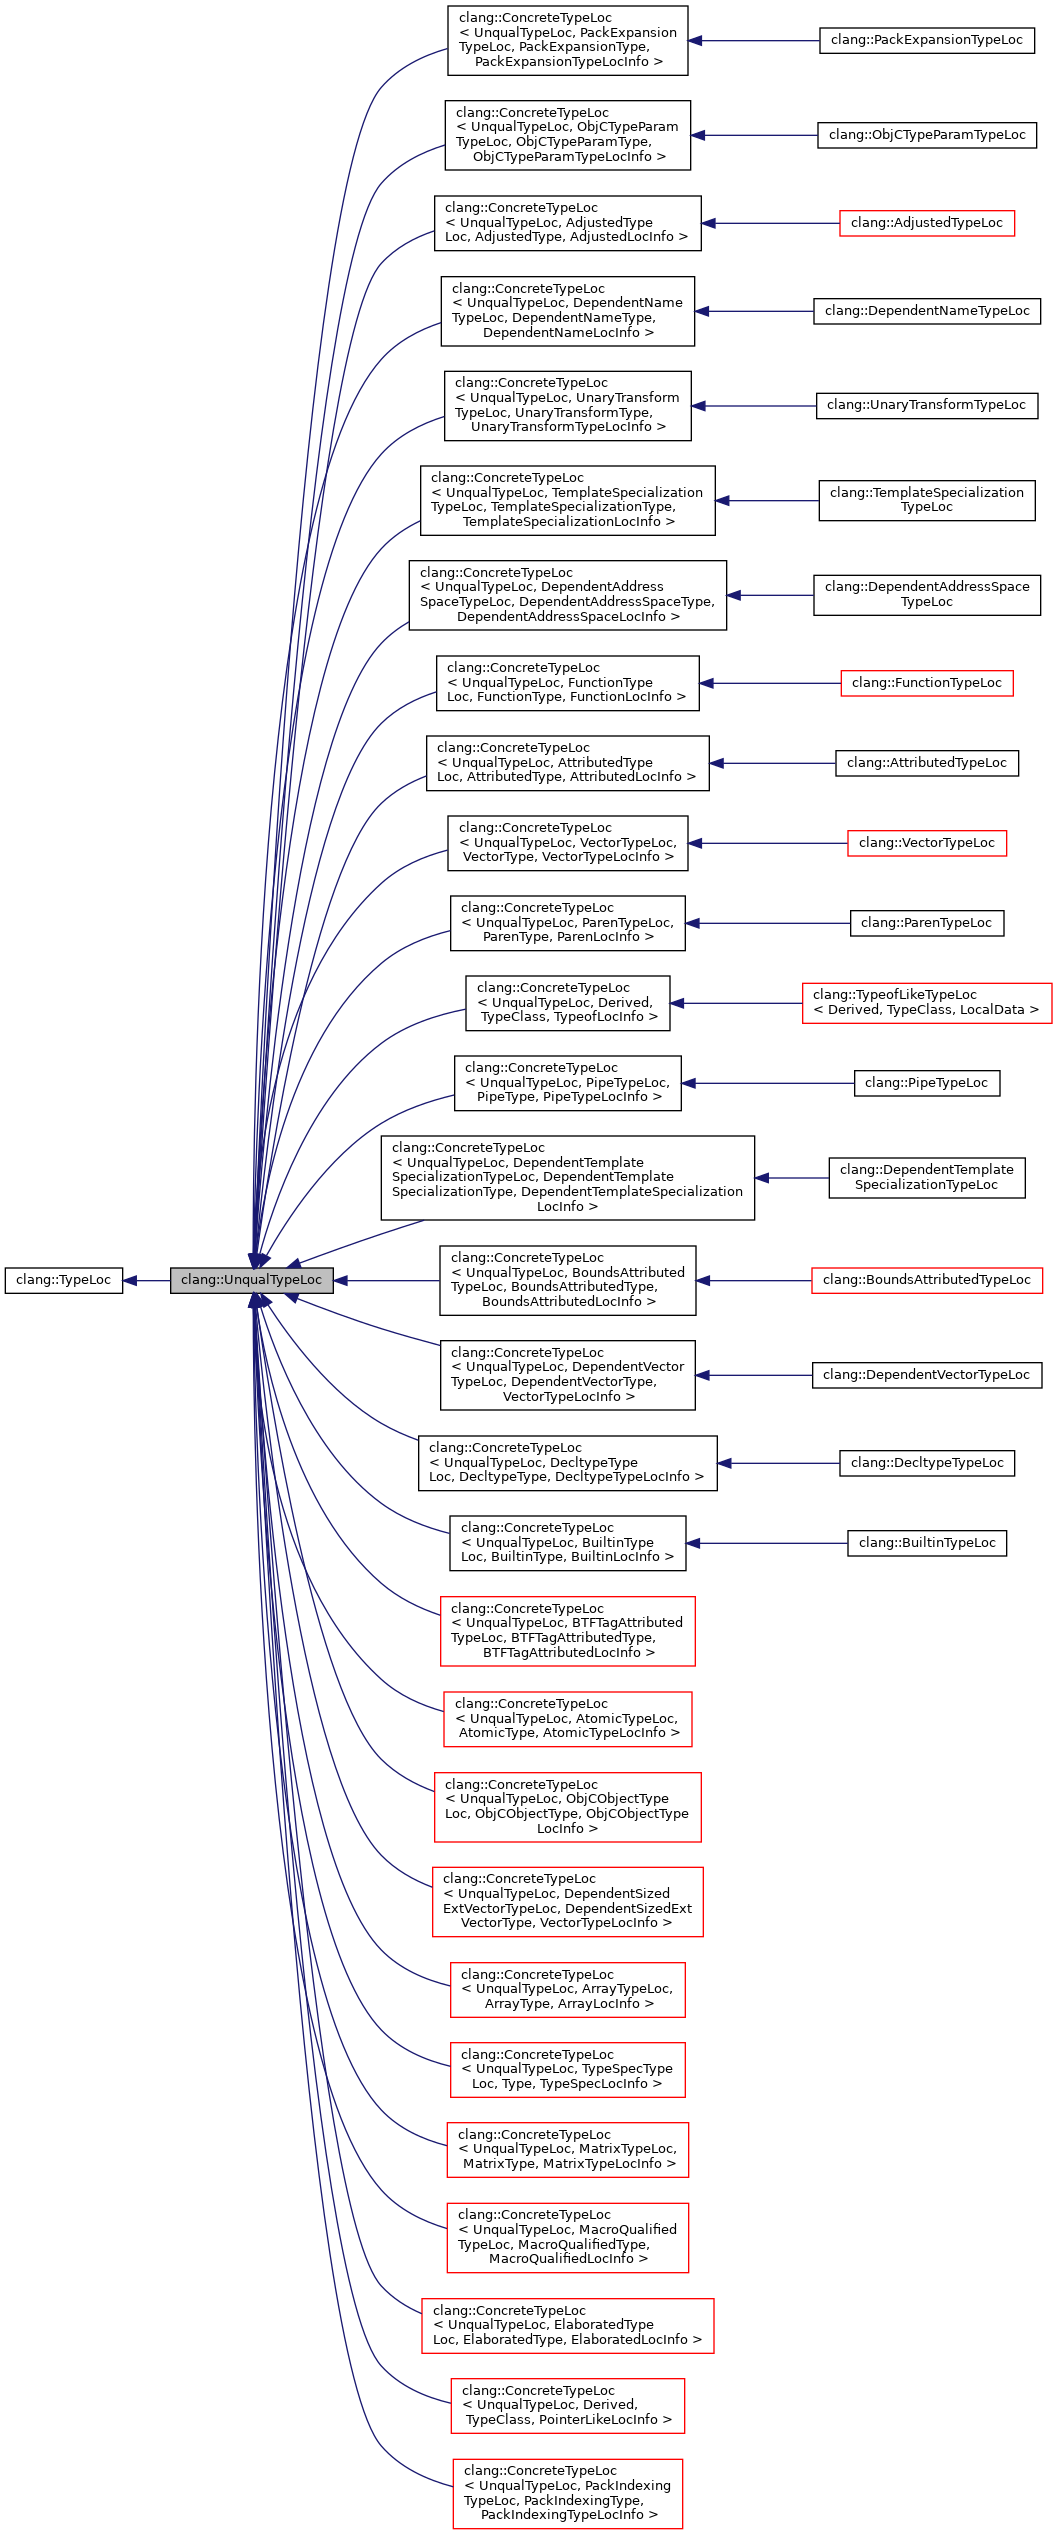 clang::ConcreteTypeLoc
< UnqualTypeLoc, PackExpansion
TypeLoc, PackExpansionType,
PackExpansionTypeLocInfo >
clang::PackExpansionTypeLoc
clang::ConcreteTypeLoc
< UnqualTypeLoc, ObjCTypeParam
TypeLoc, ObjCTypeParamType,
ObjCTypeParamTypeLocInfo >
clang::ObjCTypeParamTypeLoc
clang::ConcreteTypeLoc
< UnqualTypeLoc, AdjustedType
Loc, AdjustedType, AdjustedLocInfo >
clang::AdjustedTypeLoc
clang::ConcreteTypeLoc
< UnqualTypeLoc, DependentName
TypeLoc, DependentNameType,
DependentNameLocInfo >
clang::DependentNameTypeLoc
clang::ConcreteTypeLoc
< UnqualTypeLoc, UnaryTransform
TypeLoc, UnaryTransformType,
UnaryTransformTypeLocInfo >
clang::UnaryTransformTypeLoc
clang::ConcreteTypeLoc
< UnqualTypeLoc, TemplateSpecialization
TypeLoc, TemplateSpecializationType,
TemplateSpecializationLocInfo >
clang::TemplateSpecialization
TypeLoc
clang::ConcreteTypeLoc
< UnqualTypeLoc, DependentAddress
SpaceTypeLoc, DependentAddressSpaceType,
DependentAddressSpaceLocInfo >
clang::DependentAddressSpace
TypeLoc
clang::ConcreteTypeLoc
< UnqualTypeLoc, FunctionType
Loc, FunctionType, FunctionLocInfo >
clang::FunctionTypeLoc
clang::ConcreteTypeLoc
< UnqualTypeLoc, AttributedType
Loc, AttributedType, AttributedLocInfo >
clang::AttributedTypeLoc
clang::ConcreteTypeLoc
< UnqualTypeLoc, VectorTypeLoc,
VectorType, VectorTypeLocInfo >
clang::VectorTypeLoc
clang::ConcreteTypeLoc
< UnqualTypeLoc, ParenTypeLoc,
ParenType, ParenLocInfo >
clang::ParenTypeLoc
clang::ConcreteTypeLoc
< UnqualTypeLoc, Derived,
TypeClass, TypeofLocInfo >
clang::TypeofLikeTypeLoc
< Derived, TypeClass, LocalData >
clang::ConcreteTypeLoc
< UnqualTypeLoc, PipeTypeLoc,
PipeType, PipeTypeLocInfo >
clang::PipeTypeLoc
clang::ConcreteTypeLoc
< UnqualTypeLoc, DependentTemplate
SpecializationTypeLoc, DependentTemplate
SpecializationType, DependentTemplateSpecialization
LocInfo >
clang::DependentTemplate
SpecializationTypeLoc
clang::TypeLoc
clang::UnqualTypeLoc
clang::ConcreteTypeLoc
< UnqualTypeLoc, BoundsAttributed
TypeLoc, BoundsAttributedType,
BoundsAttributedLocInfo >
clang::BoundsAttributedTypeLoc
clang::ConcreteTypeLoc
< UnqualTypeLoc, DependentVector
TypeLoc, DependentVectorType,
VectorTypeLocInfo >
clang::DependentVectorTypeLoc
clang::ConcreteTypeLoc
< UnqualTypeLoc, DecltypeType
Loc, DecltypeType, DecltypeTypeLocInfo >
clang::DecltypeTypeLoc
clang::ConcreteTypeLoc
< UnqualTypeLoc, BuiltinType
Loc, BuiltinType, BuiltinLocInfo >
clang::BuiltinTypeLoc
clang::ConcreteTypeLoc
< UnqualTypeLoc, BTFTagAttributed
TypeLoc, BTFTagAttributedType,
BTFTagAttributedLocInfo >
clang::ConcreteTypeLoc
< UnqualTypeLoc, AtomicTypeLoc,
AtomicType, AtomicTypeLocInfo >
clang::ConcreteTypeLoc
< UnqualTypeLoc, ObjCObjectType
Loc, ObjCObjectType, ObjCObjectType
LocInfo >
clang::ConcreteTypeLoc
< UnqualTypeLoc, DependentSized
ExtVectorTypeLoc, DependentSizedExt
VectorType, VectorTypeLocInfo >
clang::ConcreteTypeLoc
< UnqualTypeLoc, ArrayTypeLoc,
ArrayType, ArrayLocInfo >
clang::ConcreteTypeLoc
< UnqualTypeLoc, TypeSpecType
Loc, Type, TypeSpecLocInfo >
clang::ConcreteTypeLoc
< UnqualTypeLoc, MatrixTypeLoc,
MatrixType, MatrixTypeLocInfo >
clang::ConcreteTypeLoc
< UnqualTypeLoc, MacroQualified
TypeLoc, MacroQualifiedType,
MacroQualifiedLocInfo >
clang::ConcreteTypeLoc
< UnqualTypeLoc, ElaboratedType
Loc, ElaboratedType, ElaboratedLocInfo >
clang::ConcreteTypeLoc
< UnqualTypeLoc, Derived,
TypeClass, PointerLikeLocInfo >
clang::ConcreteTypeLoc
< UnqualTypeLoc, PackIndexing
TypeLoc, PackIndexingType,
PackIndexingTypeLocInfo >